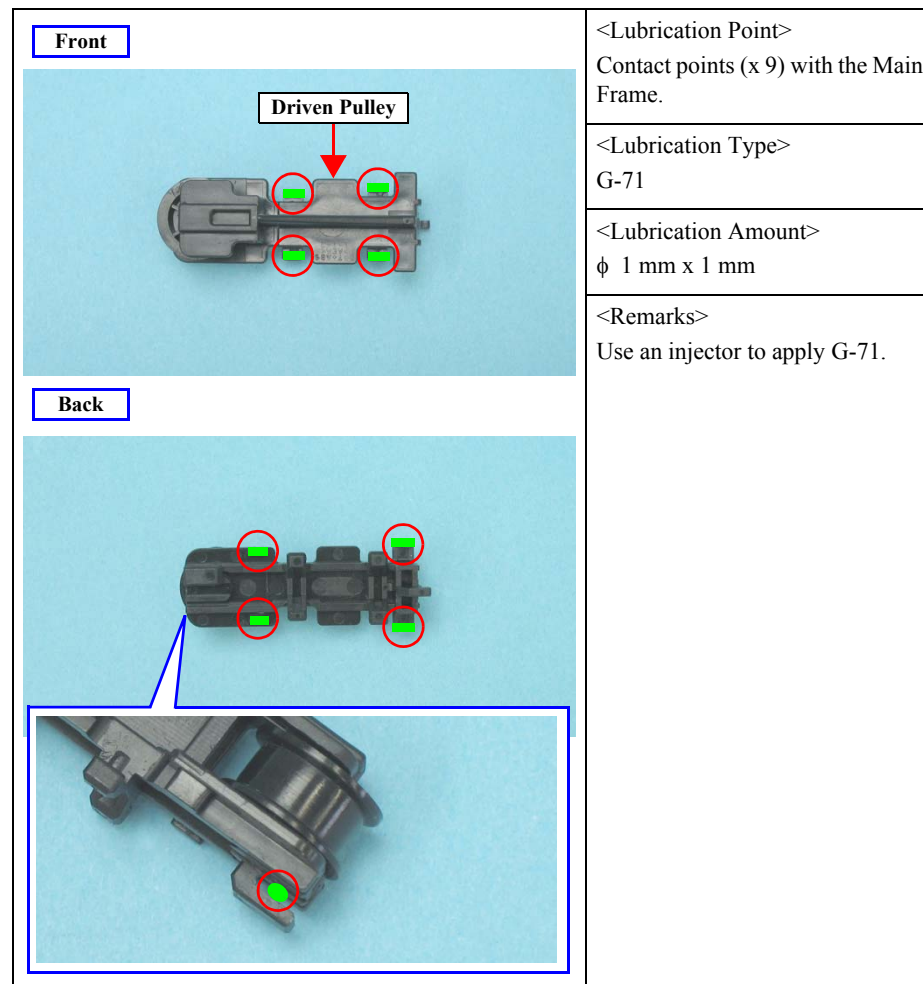 Front
Driven Pulley
Back
<Lubrication Point>
Contact points (x 9) with the Main
Frame.
<Lubrication Type>
G-71
<Lubrication Amount>
ϕ 1 mm x 1 mm
<Remarks>
Use an injector to apply G-71.